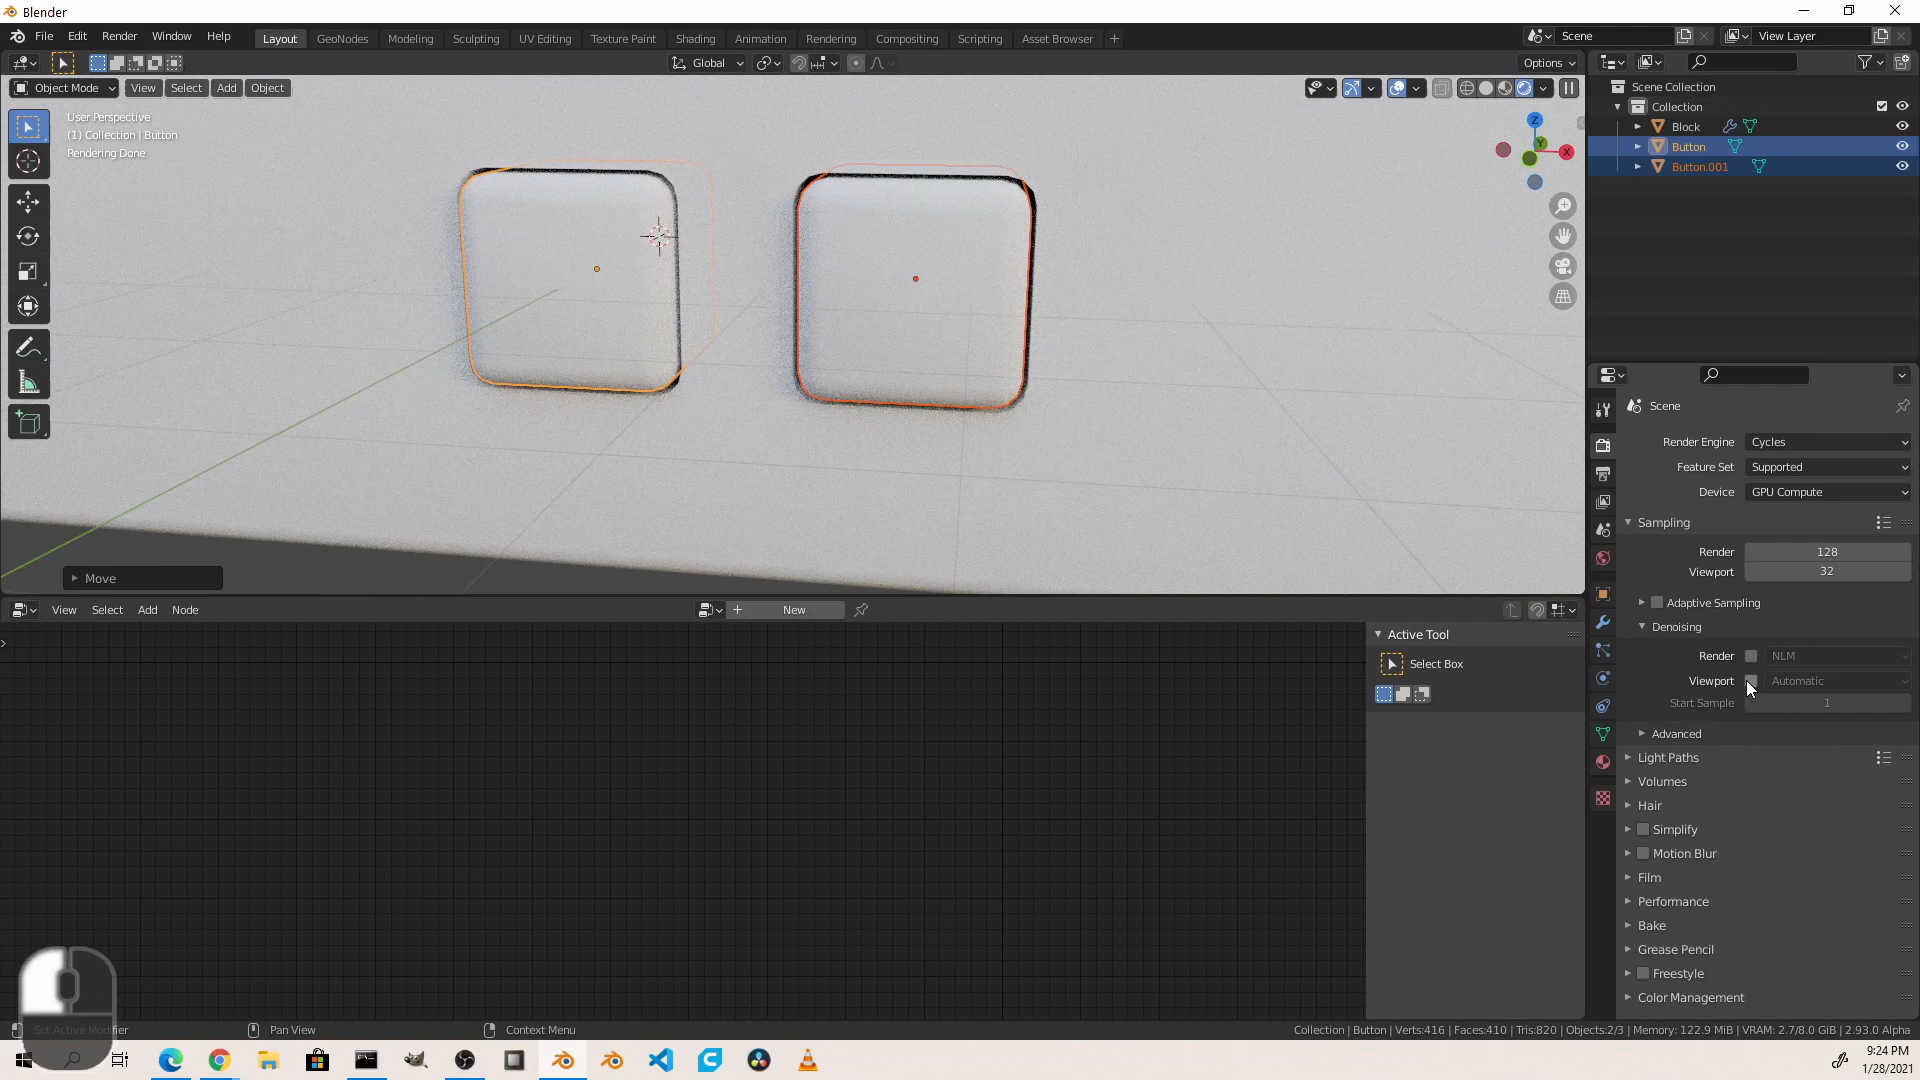 Blender
File Edit Render Window Help
Layout GeoNodes Modeling Sculpting UV Editing Texture Paint Shading Animation Rendering Compositing Scripting Asset Browser +
Scene
View Layer
Global
Options
Object Mode View Select Add Object
User Perspective
(1) Collection | Button
Rendering Done
Z
Y
X
Move
Scene Collection
Collection
Block
Button
Button.001
Scene
Render Engine Cycles
Feature Set Supported
Device GPU Compute
Sampling
Render 128
Viewport 32
Adaptive Sampling
Denoising
Render NLM
Viewport Automatic
Start Sample 1
Advanced
Light Paths
Volumes
Hair
Simplify
Motion Blur
Film
Performance
Bake
Grease Pencil
Freestyle
Color Management
View Select Add Node
+ New
Active Tool
Select Box
Set Active Modifier
Pan View
Context Menu
Collection | Button | Verts:416 | Faces:410 | Tris:820 | Objects:2/3 | Memory: 122.9 MiB | VRAM: 2.7/8.0 GiB | 2.93.0 Alpha
9:24 PM
1/28/2021